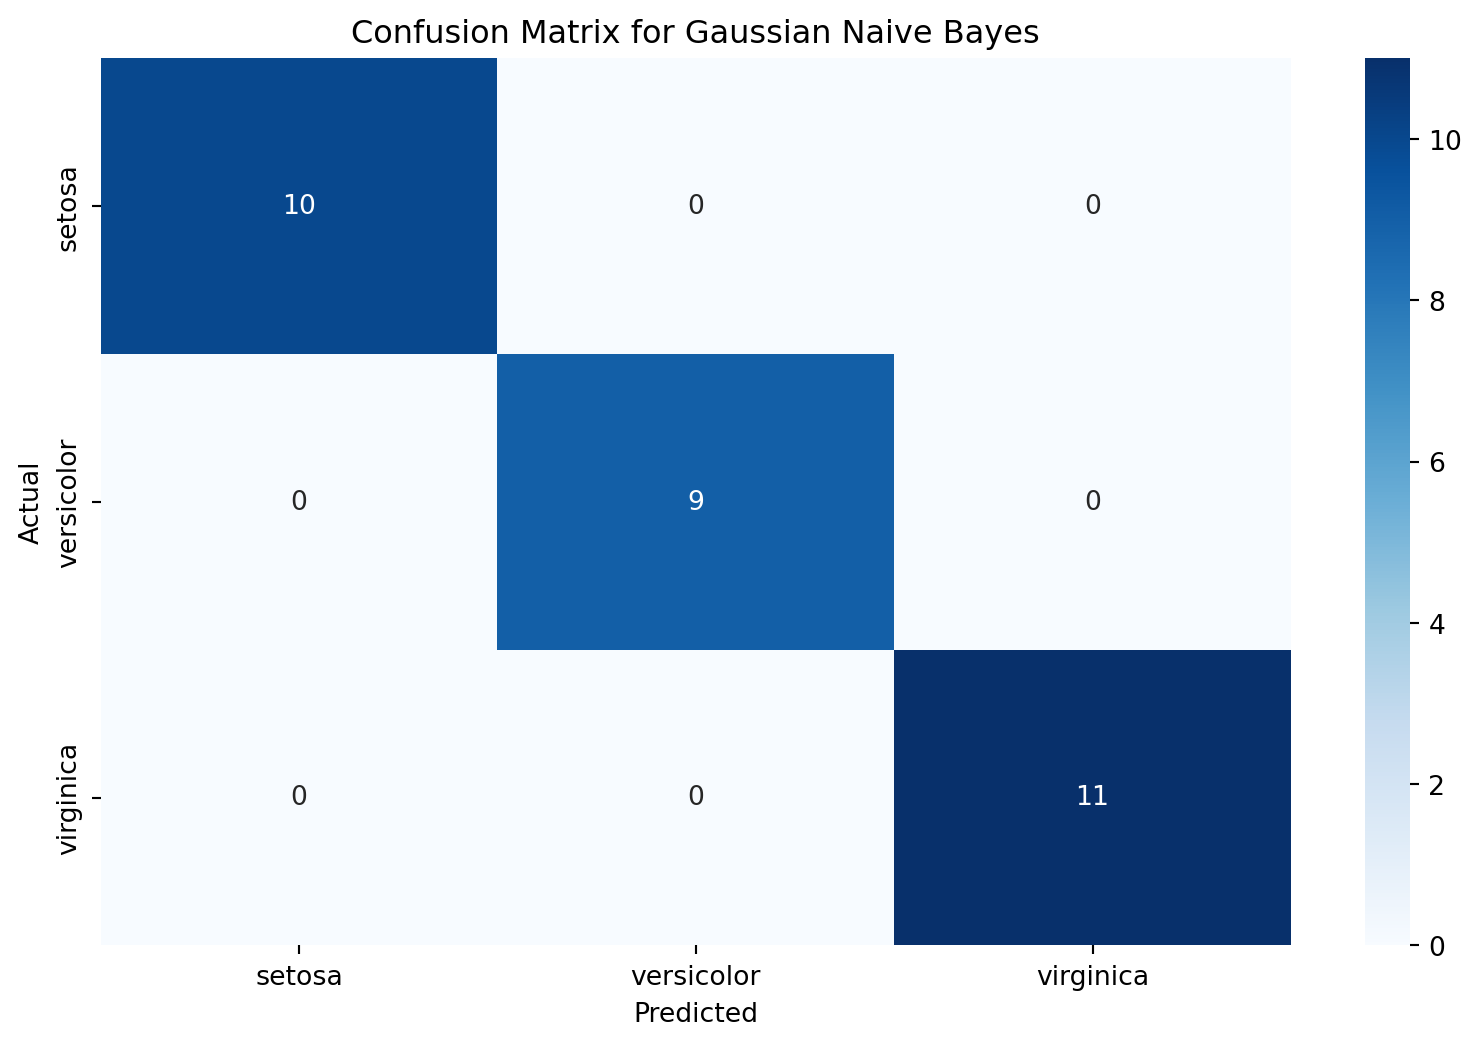 Confusion Matrix for Gaussian Naive Bayes
setosa
10
0
0
versicolor
0
9
0
virginica
0
0
11
Actual
setosa
versicolor
virginica
Predicted
10
8
6
4
2
0